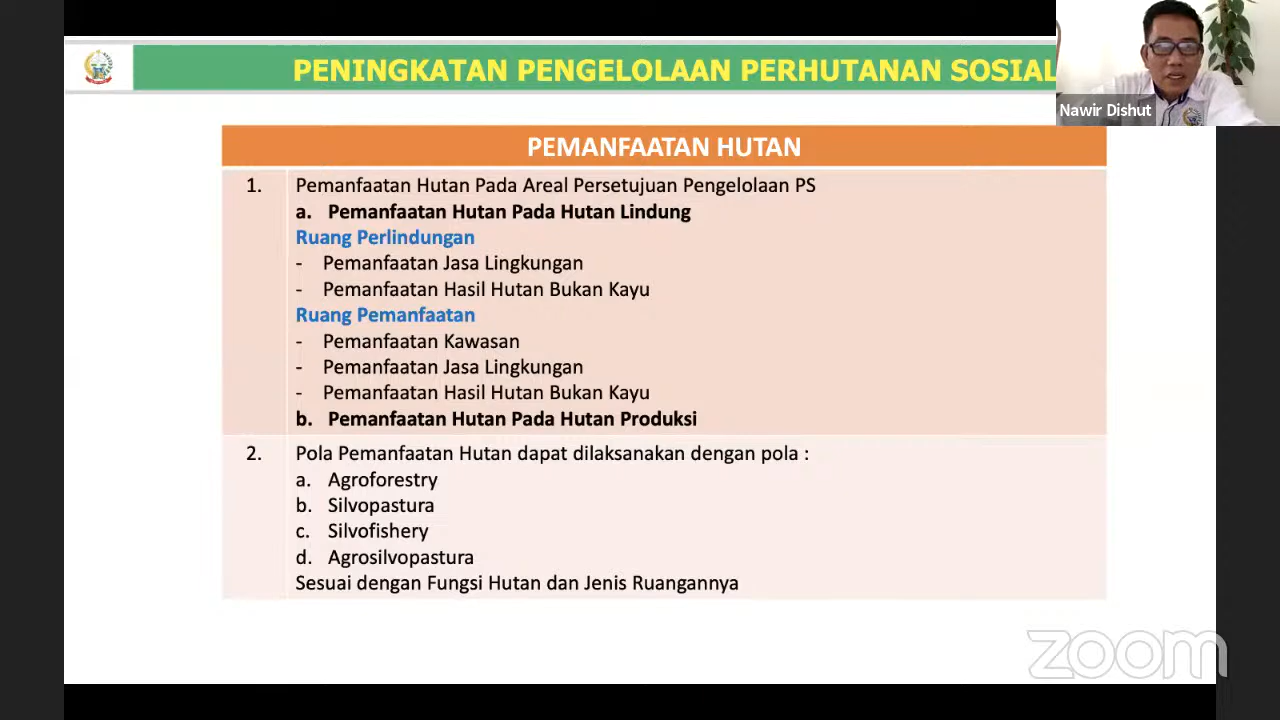 PENINGKATAN PENGELOLAAN PERHUTANAN SOSIAL
Nawir Dishut
PEMANFAATAN HUTAN
1. Pemanfaatan Hutan Pada Areal Persetujuan Pengelolaan PS
a. Pemanfaatan Hutan Pada Hutan Lindung
Ruang Perlindungan
- Pemanfaatan Jasa Lingkungan
- Pemanfaatan Hasil Hutan Bukan Kayu
Ruang Pemanfaatan
- Pemanfaatan Kawasan
- Pemanfaatan Jasa Lingkungan
- Pemanfaatan Hasil Hutan Bukan Kayu
b. Pemanfaatan Hutan Pada Hutan Produksi
2. Pola Pemanfaatan Hutan dapat dilaksanakan dengan pola :
a. Agroforestry
b. Silvopastura
c. Silvofishery
d. Agrosilvopastura
Sesuai dengan Fungsi Hutan dan Jenis Ruangannya
zoom